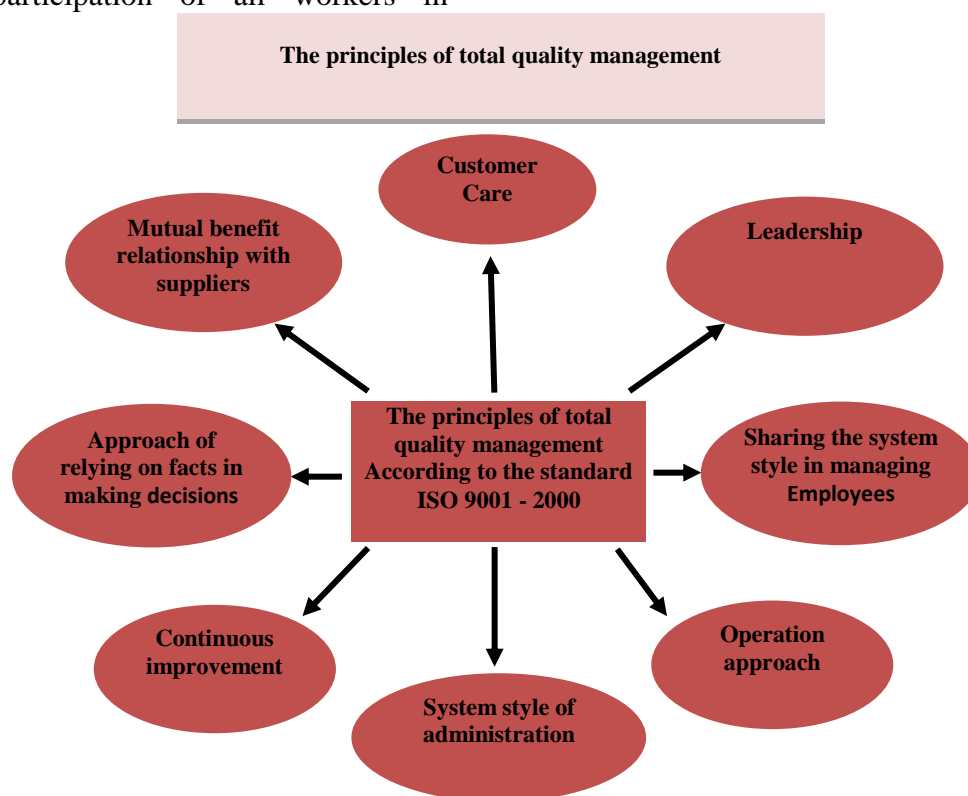 participation of all workers in
The principles of total quality management
Customer
Care
Mutual benefit
relationship with
suppliers
Leadership
The principles of total
quality management
According to the standard
ISO 9001 - 2000
Approach of
relying on facts in
making decisions
Sharing the system
style in managing
Employees
Continuous
improvement
Operation
approach
System style of
administration